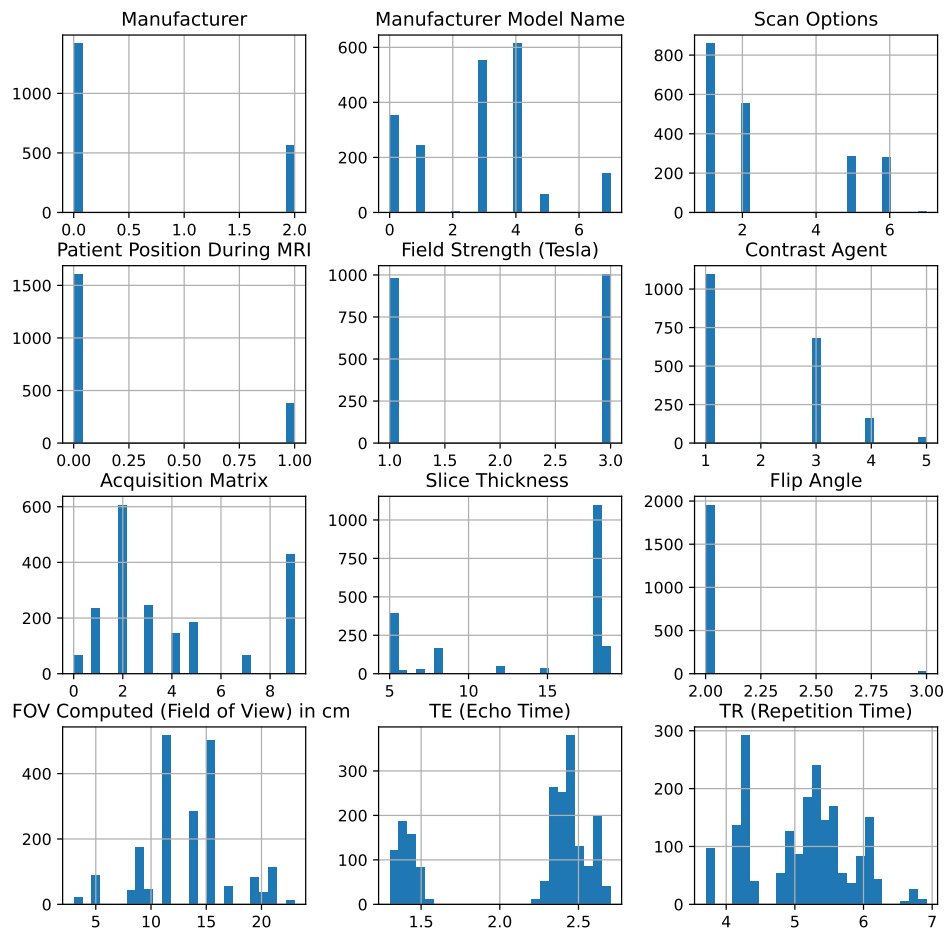 Manufacturer
Manufacturer Model Name
Scan Options
1000
500
0
0.0 0.5 1.0 1.5 2.0
600
400
200
0
0 2 4 6
800
600
400
200
0
2 4 6
Patient Position During MRI
Field Strength (Tesla)
Contrast Agent
1500
1000
500
0
0.00 0.25 0.50 0.75 1.00
1000
750
500
250
0
1.0 1.5 2.0 2.5 3.0
1000
750
500
250
0
1 2 3 4 5
Acquisition Matrix
Slice Thickness
Flip Angle
600
400
200
0
0 2 4 6 8
1000
750
500
250
0
5 10 15
2000
1500
1000
500
0
2.00 2.25 2.50 2.75 3.00
FOV Computed (Field of View) in cm
TE (Echo Time)
TR (Repetition Time)
400
200
0
5 10 15 20
300
200
100
0
1.5 2.0 2.5
300
200
100
0
4 5 6 7